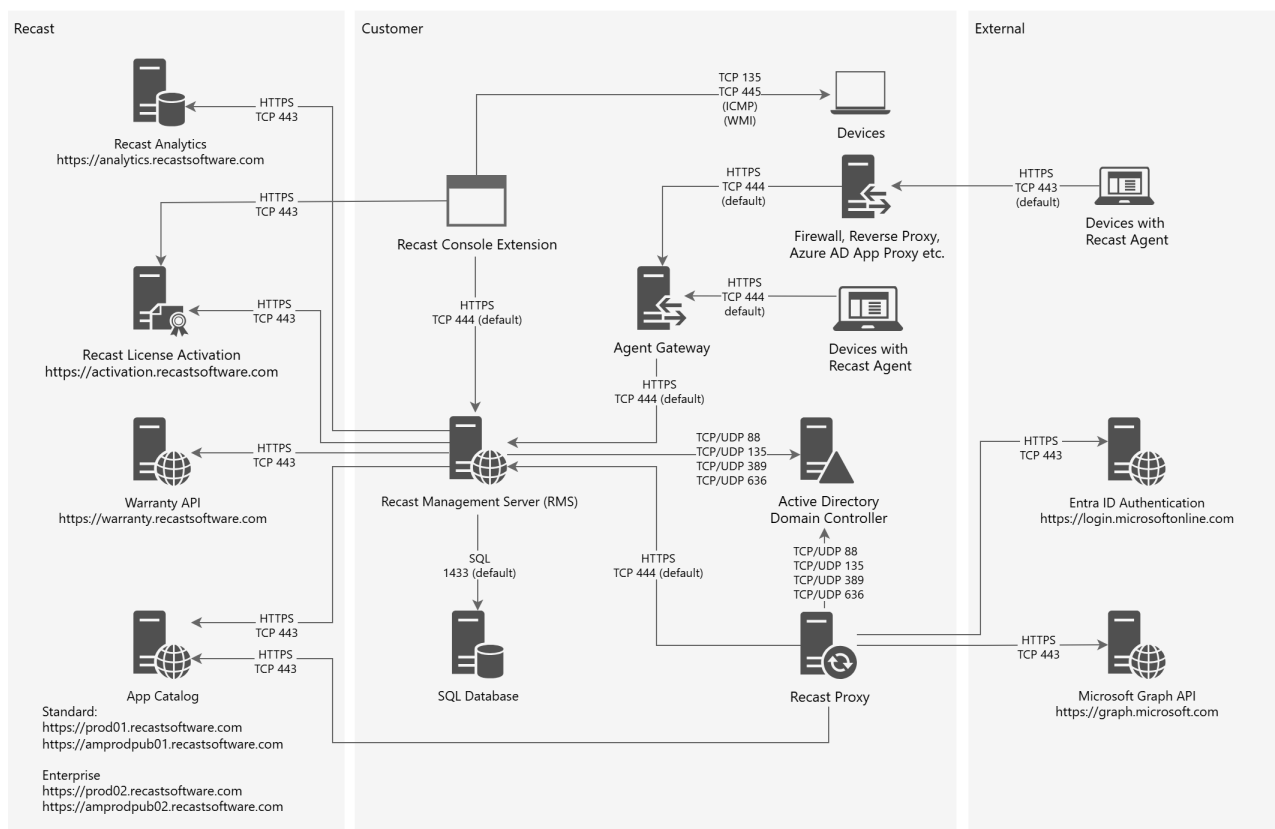 Recast
Customer
External
HTTPS
TCP 443
Recast Analytics
https://analytics.recastsoftware.com
TCP 135
TCP 445
(ICMP)
(WMI)
Devices
HTTPS
TCP 443
Recast Console Extension
HTTPS
TCP 444
(default)
Firewall, Reverse Proxy,
Azure AD App Proxy etc.
HTTPS
TCP 443
(default)
Devices with
Recast Agent
HTTPS
TCP 443
Recast License Activation
https://activation.recastsoftware.com
HTTPS
TCP 444 (default)
HTTPS
TCP 444
default)
Agent Gateway
Devices with
Recast Agent
HTTPS
TCP 444 (default)
HTTPS
TCP 443
Warranty API
https://warranty.recastsoftware.com
Recast Management Server (RMS)
TCP/UDP 88
TCP/UDP 135
TCP/UDP 389
TCP/UDP 636
Active Directory
Domain Controller
HTTPS
TCP 443
Entra ID Authentication
https://login.microsoftonline.com
SQL
1433 (default)
HTTPS
TCP 444 (default)
TCP/UDP 88
TCP/UDP 135
TCP/UDP 389
TCP/UDP 636
HTTPS
TCP 443
HTTPS
TCP 443
App Catalog
SQL Database
Recast Proxy
HTTPS
TCP 443
Microsoft Graph API
https://graph.microsoft.com
Standard:
https://prod01.recastsoftware.com
https://amprodpub01.recastsoftware.com
Enterprise
https://prod02.recastsoftware.com
https://amprodpub02.recastsoftware.com